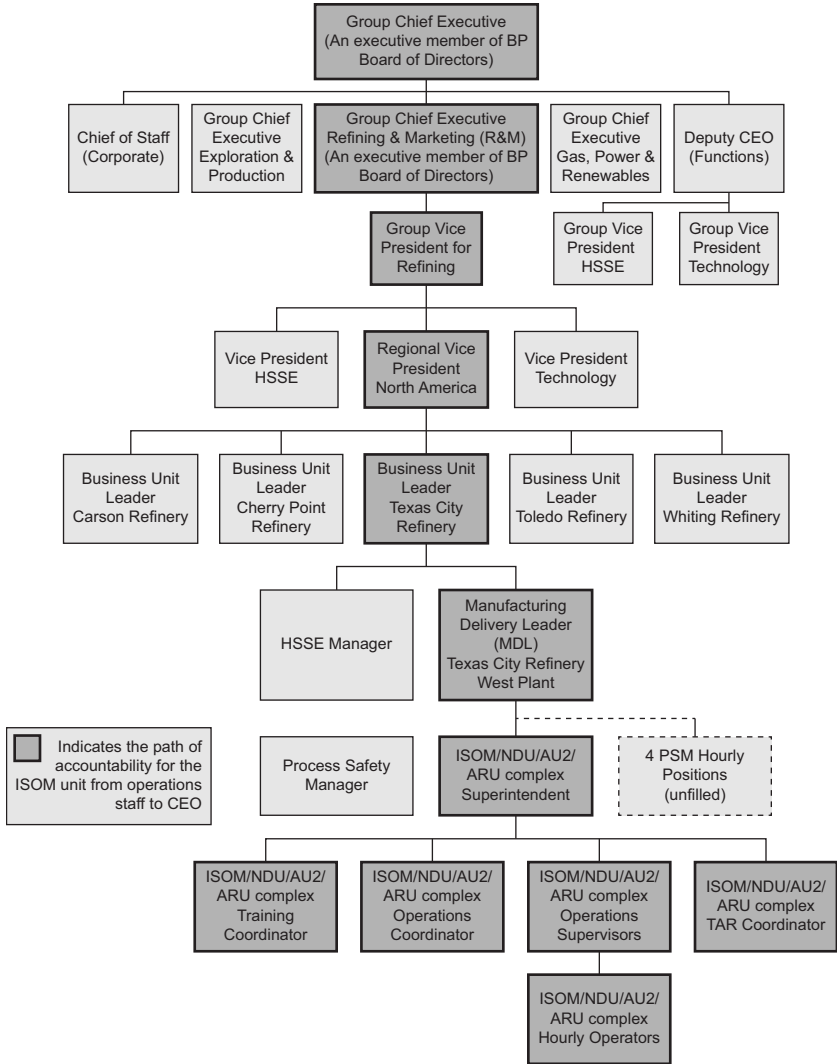 Group Chief Executive
(An executive member of BP
Board of Directors)
Chief of Staff
(Corporate)
Group Chief
Executive
Exploration &
Production
Group Chief Executive
Refining & Marketing (R&M)
(An executive member of BP
Board of Directors)
Group Chief
Executive
Gas, Power &
Renewables
Deputy CEO
(Functions)
Group Vice
President for
Refining
Group Vice
President
HSSE
Group Vice
President
Technology
Vice President
HSSE
Regional Vice
President
North America
Vice President
Technology
Business Unit
Leader
Carson Refinery
Business Unit
Leader
Cherry Point
Refinery
Business Unit
Leader
Texas City
Refinery
Business Unit
Leader
Toledo Refinery
Business Unit
Leader
Whiting Refinery
HSSE Manager
Manufacturing
Delivery Leader
(MDL)
Texas City Refinery
West Plant
Indicates the path of
accountability for the
ISOM unit from operations
staff to CEO
Process Safety
Manager
ISOM/NDU/AU2/
ARU complex
Superintendent
4 PSM Hourly
Positions
(unfilled)
ISOM/NDU/AU2/
ARU complex
Training
Coordinator
ISOM/NDU/AU2/
ARU complex
Operations
Coordinator
ISOM/NDU/AU2/
ARU complex
Operations
Supervisors
ISOM/NDU/AU2/
ARU complex
TAR Coordinator
ISOM/NDU/AU2/
ARU complex
Hourly Operators